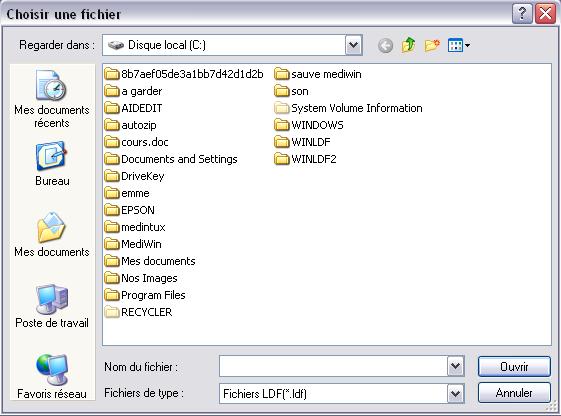 Choisir une fichier
Regarder dans :
Disque local (C:)
Mes documents
récents
Bureau
Mes documents
Poste de travail
Favoris réseau
8b7aef05de3a1bb7d42d1d2b
a garder
AIDEDIT
autozip
cours.doc
Documents and Settings
DriveKey
emme
EPSON
medintux
MediWin
Mes documents
Nos Images
Program Files
RECYCLER
sauve mediwin
son
System Volume Information
WINDOWS
WINLDF
WINLDF2
Nom du fichier :
Ouvrir
Fichiers de type :
Fichiers LDF(*.ldf)
Annuler